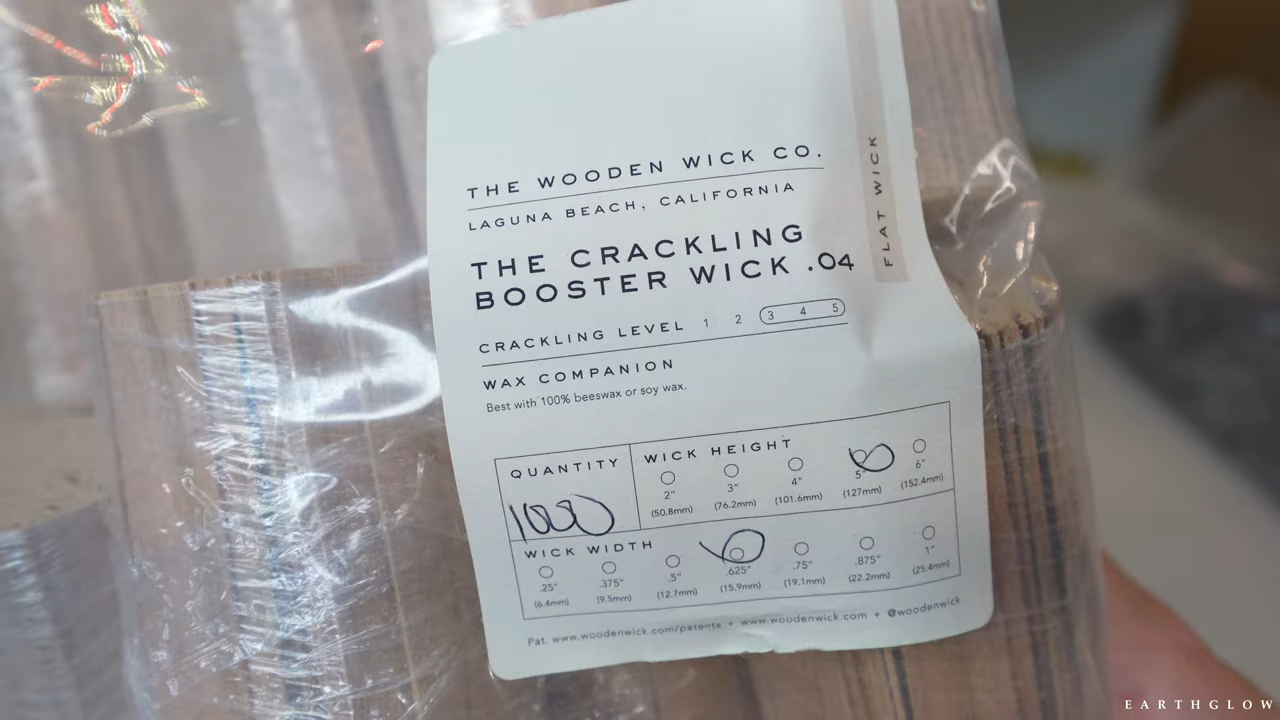 THE WOODEN WICK CO.
LAGUNA BEACH, CALIFORNIA
THE CRACKLING
BOOSTER WICK .04
FLAT WICK
CRACKLING LEVEL 1 2 3 4 5
WAX COMPANION
Best with 100% beeswax or soy wax.
QUANTITY
1000
WICK HEIGHT
2" 3" 4" 5" 6"
(50.8mm) (76.2mm) (101.6mm) (127mm) (152.4mm)
WICK WIDTH
.25" .375" .5" .625" .75" .875" 1"
(6.4mm) (9.5mm) (12.7mm) (15.9mm) (19.1mm) (22.2mm) (25.4mm)
Pat. www.woodenwick.com/patents + www.woodenwick.com + @woodenwick
EARTHGLOW